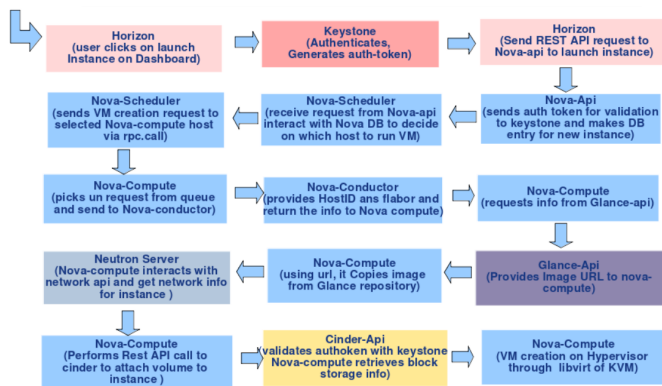 Horizon
(user clicks on launch
Instance on Dashboard)
Keystone
(Authenticates,
Generates auth-token)
Horizon
(Send REST API request to
Nova-api to launch instance)
Nova-Api
sends auth token for validation
to keystone and makes DB
entry for new instance)
Nova-Scheduler
(receive request from Nova-api
interact with Nova DB to decide
on which host to run VM)
Nova-Scheduler
(sends VM creation request to
selected Nova-compute host
via rpc.call)
Nova-Compute
picks un request from queue
and send to Nova-conductor)
Nova-Conductor
(provides HostID ans flabor and
return the info to Nova compute)
Nova-Compute
(requests info from Glance-api)
Glance-Api
(Provides Image URL to nova-
compute)
Nova-Compute
(using url, it Copies image
from Glance repository)
Neutron Server
(Nova-compute interacts with
network api and get network info
for instance )
Nova-Compute
(Performs Rest API call to
cinder to attach volume to
instance )
Cinder-Api
(validates authoken with keystone
Nova-compute retrieves block
storage info)
Nova-Compute
(VM creation on Hypervisor
through libvirt of KVM)